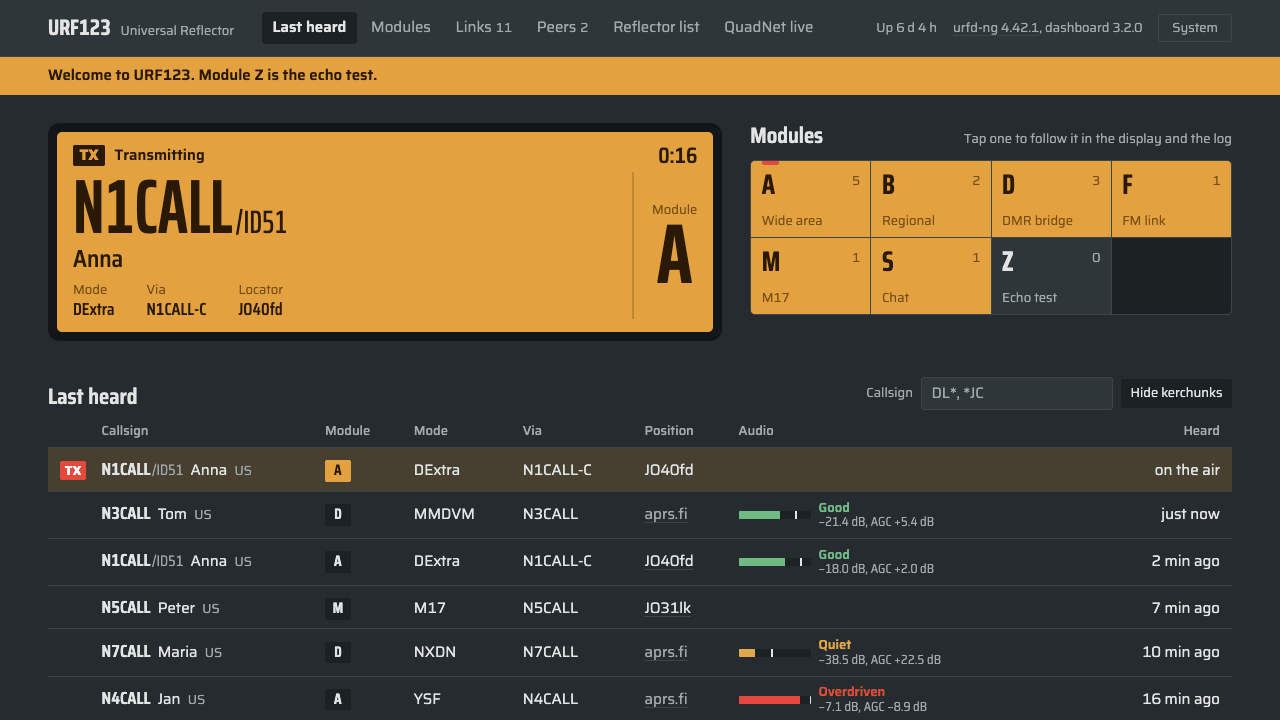 URF123 Universal Reflector Last heard Modules Links 11 Peers 2 Reflector list QuadNet live Up 6 d 4 h urfd-ng 4.42.1, dashboard 3.2.0 System
Welcome to URF123. Module Z is the echo test.
TX Transmitting 0:16
N1CALL/ID51
Anna
Mode Via Locator
DExtra N1CALL-C JO40fd
Module
A
Modules Tap one to follow it in the display and the log
A 5 B 2 D 3 F 1
Wide area Regional DMR bridge FM link
M 1 S 1 Z 0
M17 Chat Echo test
Last heard Callsign DL*, *JC Hide kerchunks
Callsign Module Mode Via Position Audio Heard
TX N1CALL/ID51 Anna US A DExtra N1CALL-C JO40fd on the air
N3CALL Tom US D MMDVM N3CALL aprs.fi Good just now
−21.4 dB, AGC +5.4 dB
N1CALL/ID51 Anna US A DExtra N1CALL-C JO40fd Good 2 min ago
−18.0 dB, AGC +2.0 dB
N5CALL Peter US M M17 N5CALL JO31lk 7 min ago
N7CALL Maria US D NXDN N7CALL aprs.fi Quiet 10 min ago
−38.5 dB, AGC +22.5 dB
N4CALL Jan US A YSF N4CALL aprs.fi Overdriven 16 min ago
−7.1 dB, AGC −8.9 dB